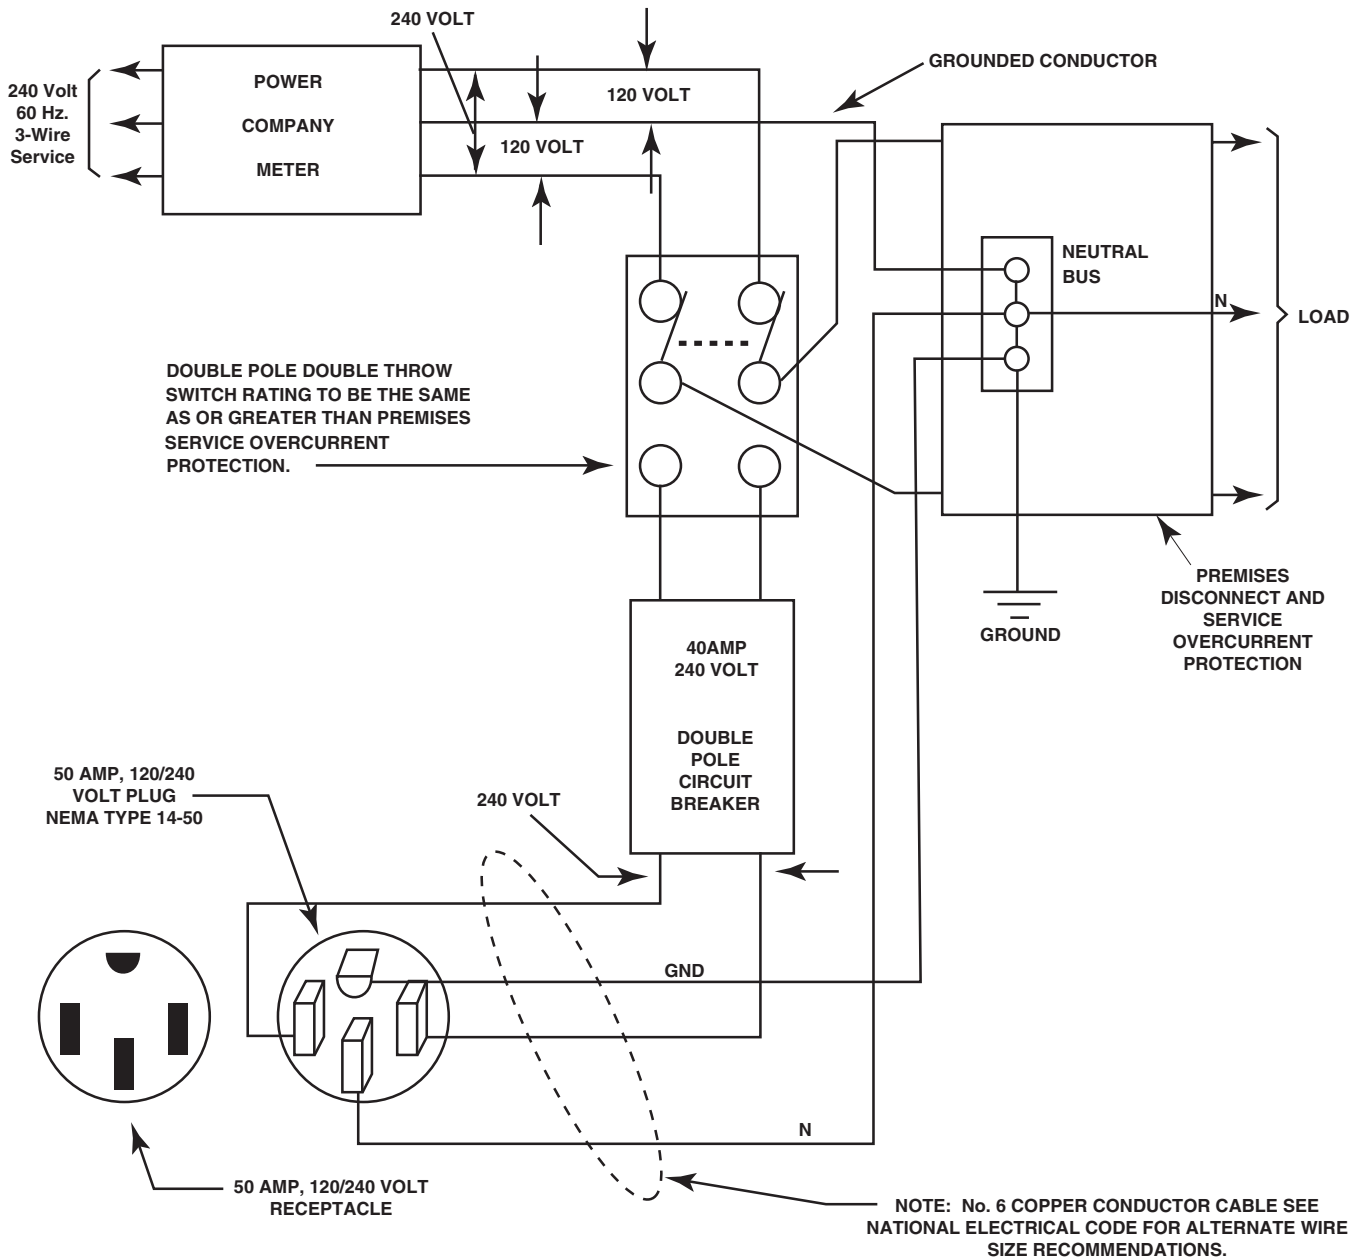 240 VOLT
GROUNDED CONDUCTOR
240 Volt
60 Hz.
3-Wire
Service
POWER
COMPANY
METER
120 VOLT
120 VOLT
NEUTRAL
BUS
N
LOAD
DOUBLE POLE DOUBLE THROW
SWITCH RATING TO BE THE SAME
AS OR GREATER THAN PREMISES
SERVICE OVERCURRENT
PROTECTION.
GROUND
PREMISES
DISCONNECT AND
SERVICE
OVERCURRENT
PROTECTION
40AMP
240 VOLT
DOUBLE
POLE
CIRCUIT
BREAKER
50 AMP, 120/240
VOLT PLUG
NEMA TYPE 14-50
240 VOLT
GND
N
50 AMP, 120/240 VOLT
RECEPTACLE
NOTE: No. 6 COPPER CONDUCTOR CABLE SEE
NATIONAL ELECTRICAL CODE FOR ALTERNATE WIRE
SIZE RECOMMENDATIONS.